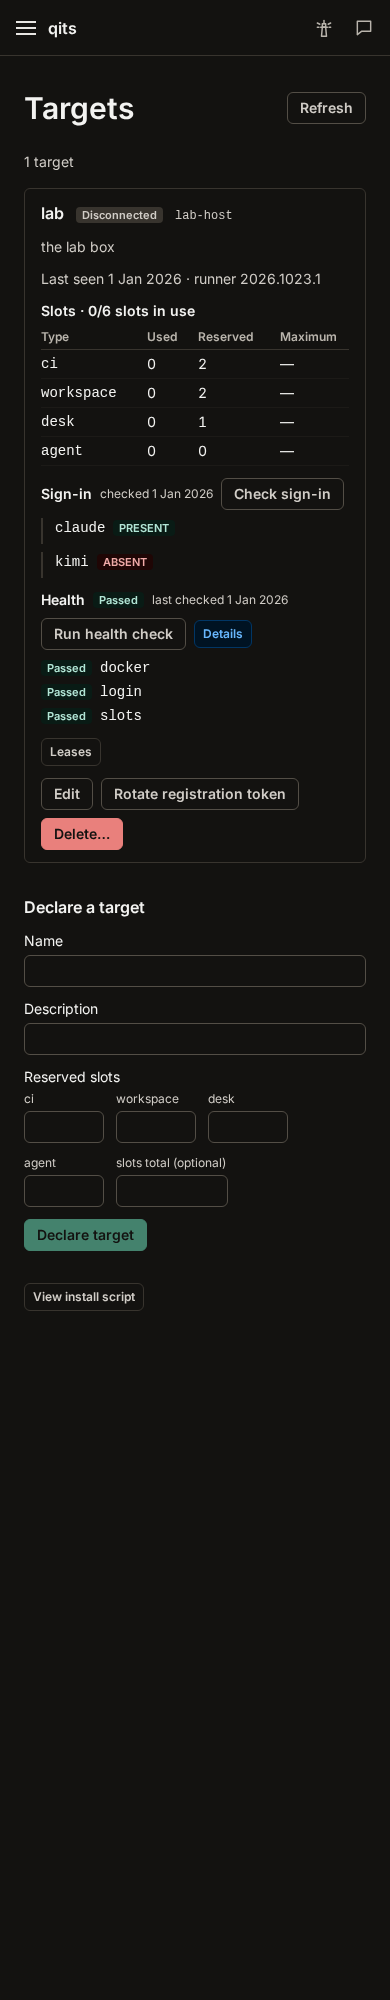 qits
Targets
Refresh
1 target
lab Disconnected lab-host
the lab box
Last seen 1 Jan 2026 · runner 2026.1023.1
Slots · 0/6 slots in use
Type Used Reserved Maximum
ci 0 2 —
workspace 0 2 —
desk 0 1 —
agent 0 0 —
Sign-in checked 1 Jan 2026 Check sign-in
claude PRESENT
kimi ABSENT
Health Passed last checked 1 Jan 2026
Run health check Details
Passed docker
Passed login
Passed slots
Leases
Edit Rotate registration token
Delete...
Declare a target
Name
Description
Reserved slots
ci workspace desk
agent slots total (optional)
Declare target
View install script